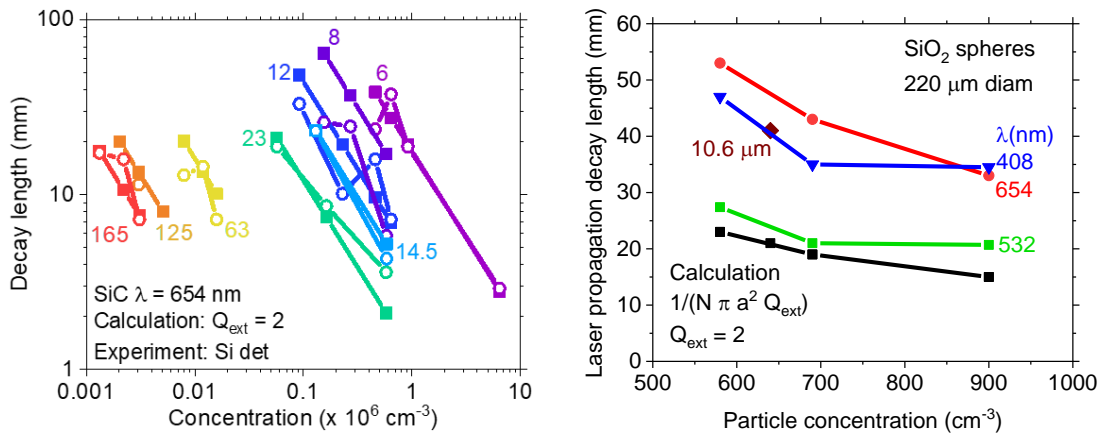 100
10
1
Decay length (mm)
8
12
6
23
165
125
63
14.5
SiC λ = 654 nm
Calculation: Qext = 2
Experiment: Si det
0.001
0.01
0.1
1
10
Concentration (x 10⁶ cm⁻³)
60
50
40
30
20
10
0
Laser propagation decay length (mm)
SiO₂ spheres
220 μm diam
10.6 μm
λ(nm)
408
654
532
Calculation
1/(N π a² Qext)
Qext = 2
500
600
700
800
900
1000
Particle concentration (cm⁻³)